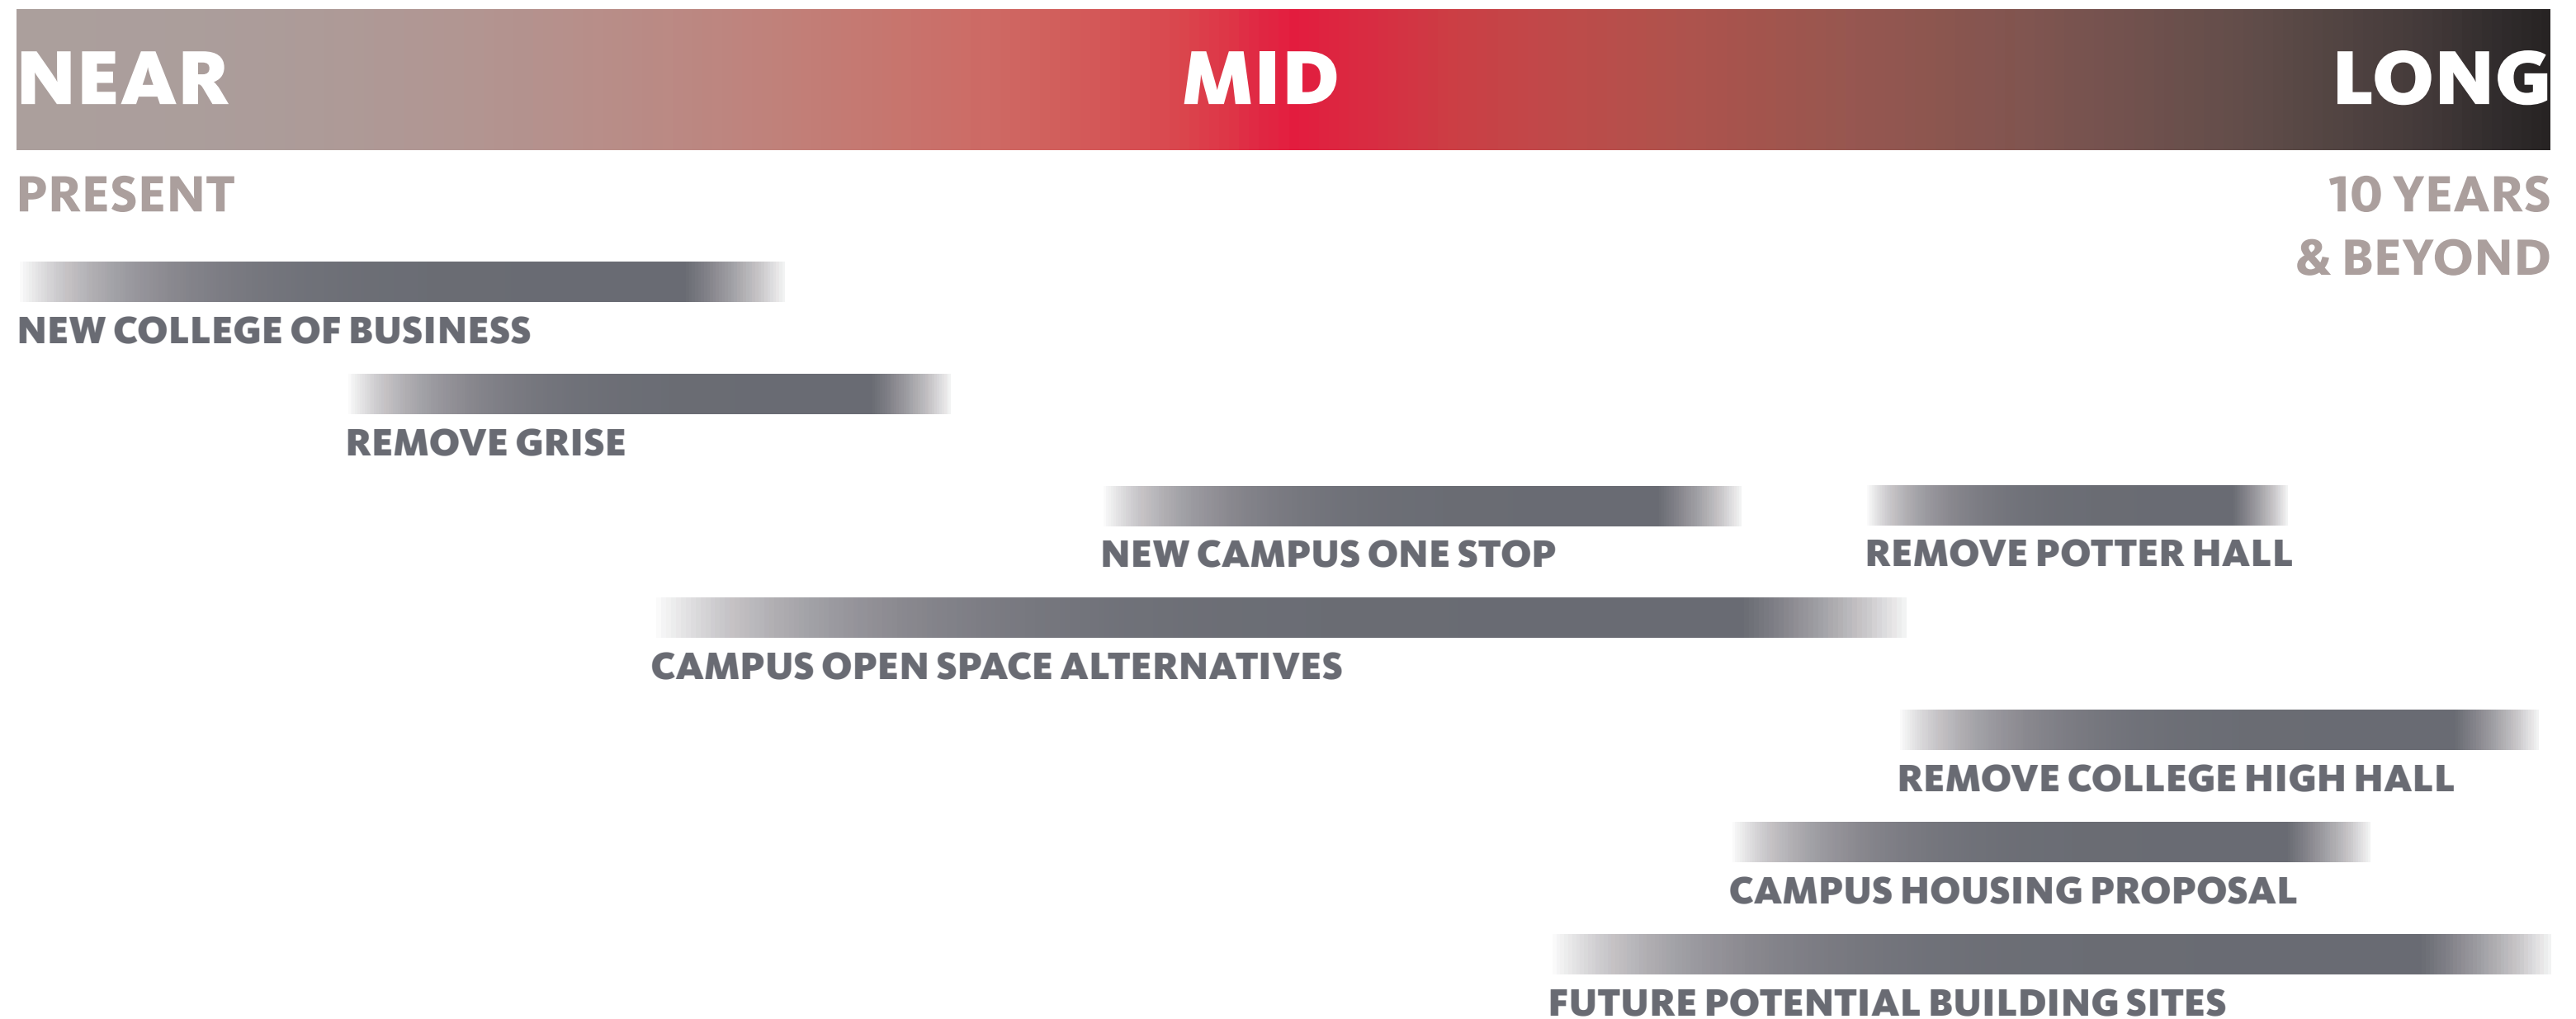 NEAR MID LONG
PRESENT 10 YEARS
& BEYOND
NEW COLLEGE OF BUSINESS
REMOVE GRISE
NEW CAMPUS ONE STOP REMOVE POTTER HALL
CAMPUS OPEN SPACE ALTERNATIVES
REMOVE COLLEGE HIGH HALL
CAMPUS HOUSING PROPOSAL
FUTURE POTENTIAL BUILDING SITES